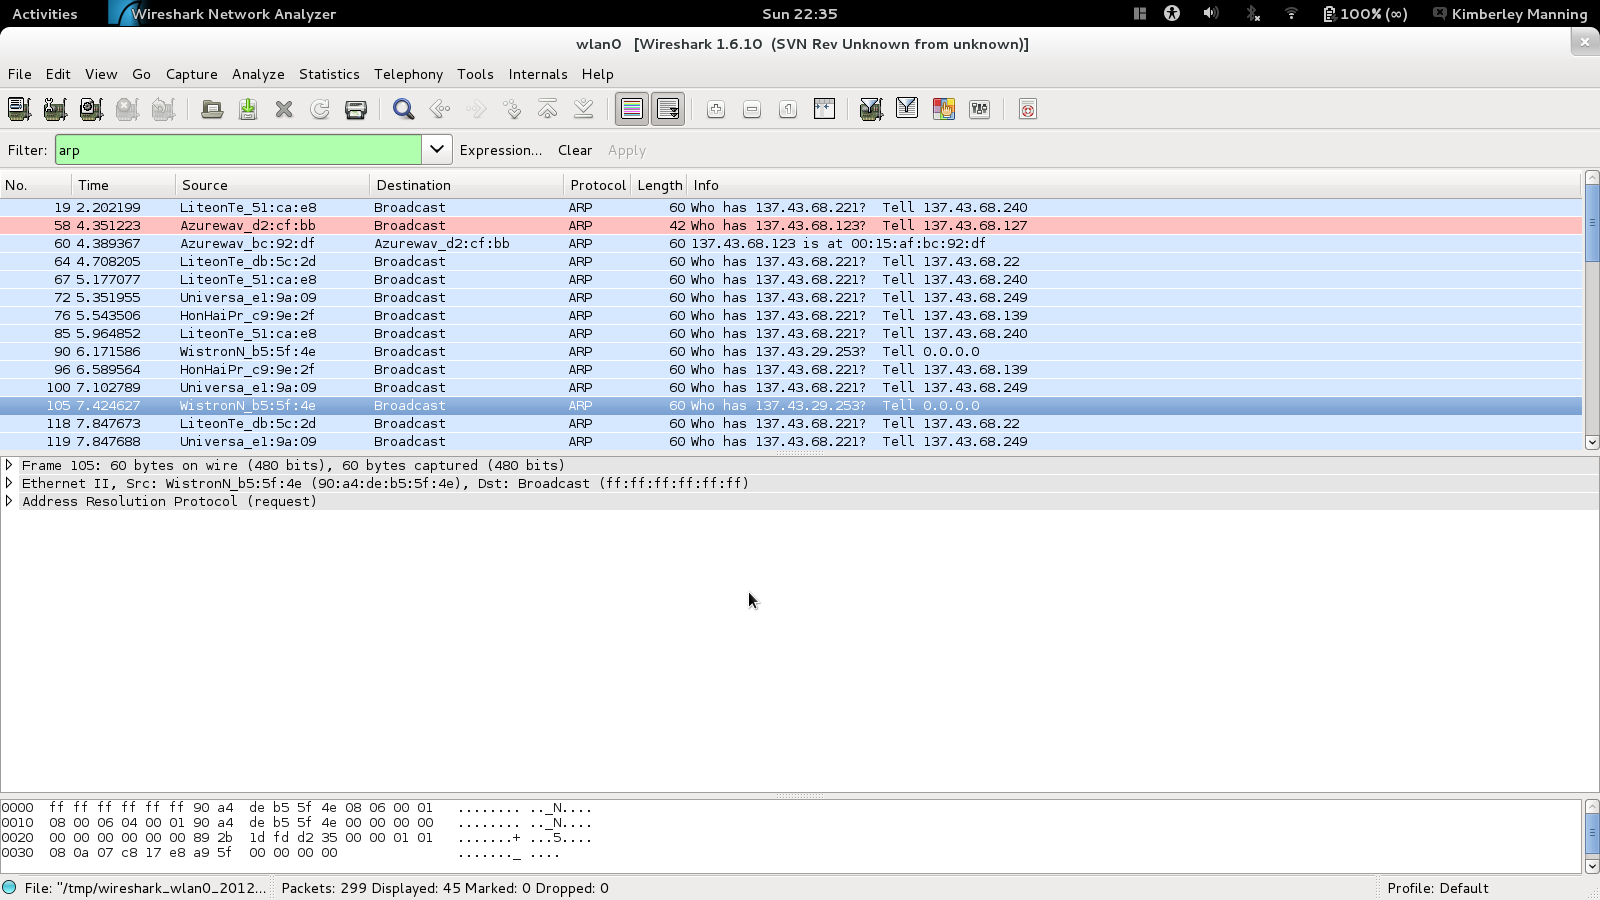 Activities Wireshark Network Analyzer Sun 22:35 100% (∞) Kimberley Manning
wlan0 [Wireshark 1.6.10 (SVN Rev Unknown from unknown)]
File Edit View Go Capture Analyze Statistics Telephony Tools Internals Help
Filter: arp Expression... Clear Apply
No. Time Source Destination Protocol Length Info
19 2.202199 LiteonTe_51:ca:e8 Broadcast ARP 60 Who has 137.43.68.221? Tell 137.43.68.240
58 4.351223 Azurewav_d2:cf:bb Broadcast ARP 42 Who has 137.43.68.123? Tell 137.43.68.127
60 4.389367 Azurewav_bc:92:df Azurewav_d2:cf:bb ARP 60 137.43.68.123 is at 00:15:af:bc:92:df
64 4.708205 LiteonTe_db:5c:2d Broadcast ARP 60 Who has 137.43.68.221? Tell 137.43.68.22
67 5.177077 LiteonTe_51:ca:e8 Broadcast ARP 60 Who has 137.43.68.221? Tell 137.43.68.240
72 5.351955 Universa_e1:9a:09 Broadcast ARP 60 Who has 137.43.68.221? Tell 137.43.68.249
76 5.543506 HonHaiPr_c9:9e:2f Broadcast ARP 60 Who has 137.43.68.221? Tell 137.43.68.139
85 5.964852 LiteonTe_51:ca:e8 Broadcast ARP 60 Who has 137.43.68.221? Tell 137.43.68.240
90 6.171586 WistronN_b5:5f:4e Broadcast ARP 60 Who has 137.43.29.253? Tell 0.0.0.0
96 6.589564 HonHaiPr_c9:9e:2f Broadcast ARP 60 Who has 137.43.68.221? Tell 137.43.68.139
100 7.102789 Universa_e1:9a:09 Broadcast ARP 60 Who has 137.43.68.221? Tell 137.43.68.249
105 7.424627 WistronN_b5:5f:4e Broadcast ARP 60 Who has 137.43.29.253? Tell 0.0.0.0
118 7.847673 LiteonTe_db:5c:2d Broadcast ARP 60 Who has 137.43.68.221? Tell 137.43.68.22
119 7.847688 Universa_e1:9a:09 Broadcast ARP 60 Who has 137.43.68.221? Tell 137.43.68.249
Frame 105: 60 bytes on wire (480 bits), 60 bytes captured (480 bits)
Ethernet II, Src: WistronN_b5:5f:4e (90:a4:de:b5:5f:4e), Dst: Broadcast (ff:ff:ff:ff:ff:ff)
Address Resolution Protocol (request)
0000 ff ff ff ff ff ff 90 a4 de b5 5f 4e 08 06 00 01 ........ .._N....
0010 08 00 06 04 00 01 90 a4 de b5 5f 4e 00 00 00 00 ........ .._N....
0020 00 00 00 00 00 00 89 2b 1d fd d2 35 00 00 01 01 .......+ ...5....
0030 08 0a 07 c8 17 e8 a9 5f 00 00 00 00 ......._ ....
File: "/tmp/wireshark_wlan0_2012... Packets: 299 Displayed: 45 Marked: 0 Dropped: 0 Profile: Default